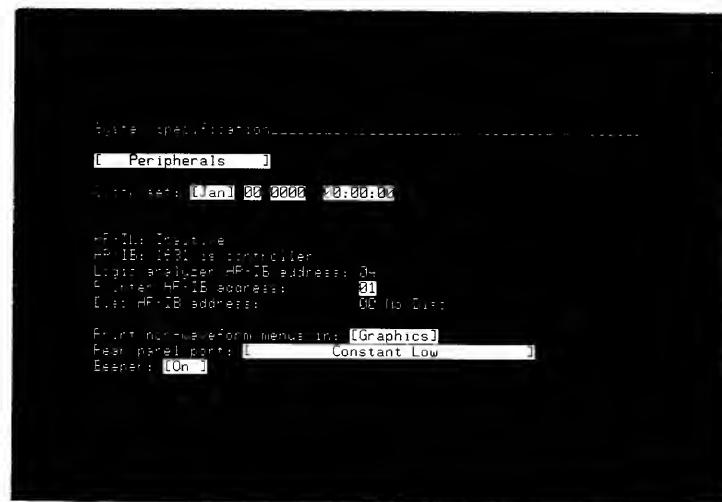 System specification
[ Peripherals ]
set: [Jan] 00 0000 00:00:00
HP-IL: Inactive
HP-IB: 1631 is controller
Logic analyzer HP-IB address: 04
Printer HP-IB address: 01
Disc HP-IB address: 00 No Disc
Print non-waveform menus in: [Graphics]
Rear panel port: [ Constant Low ]
Beeper: [On ]